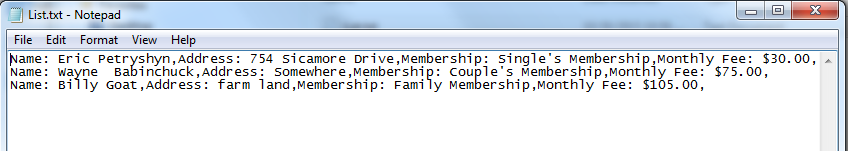 List.txt - Notepad
File Edit Format View Help
Name: Eric Petryshyn,Address: 754 Sicamore Drive,Membership: Single's Membership,Monthly Fee: $30.00,
Name: Wayne  Babinchuck,Address: Somewhere,Membership: Couple's Membership,Monthly Fee: $75.00,
Name: Billy Goat,Address: farm land,Membership: Family Membership,Monthly Fee: $105.00,